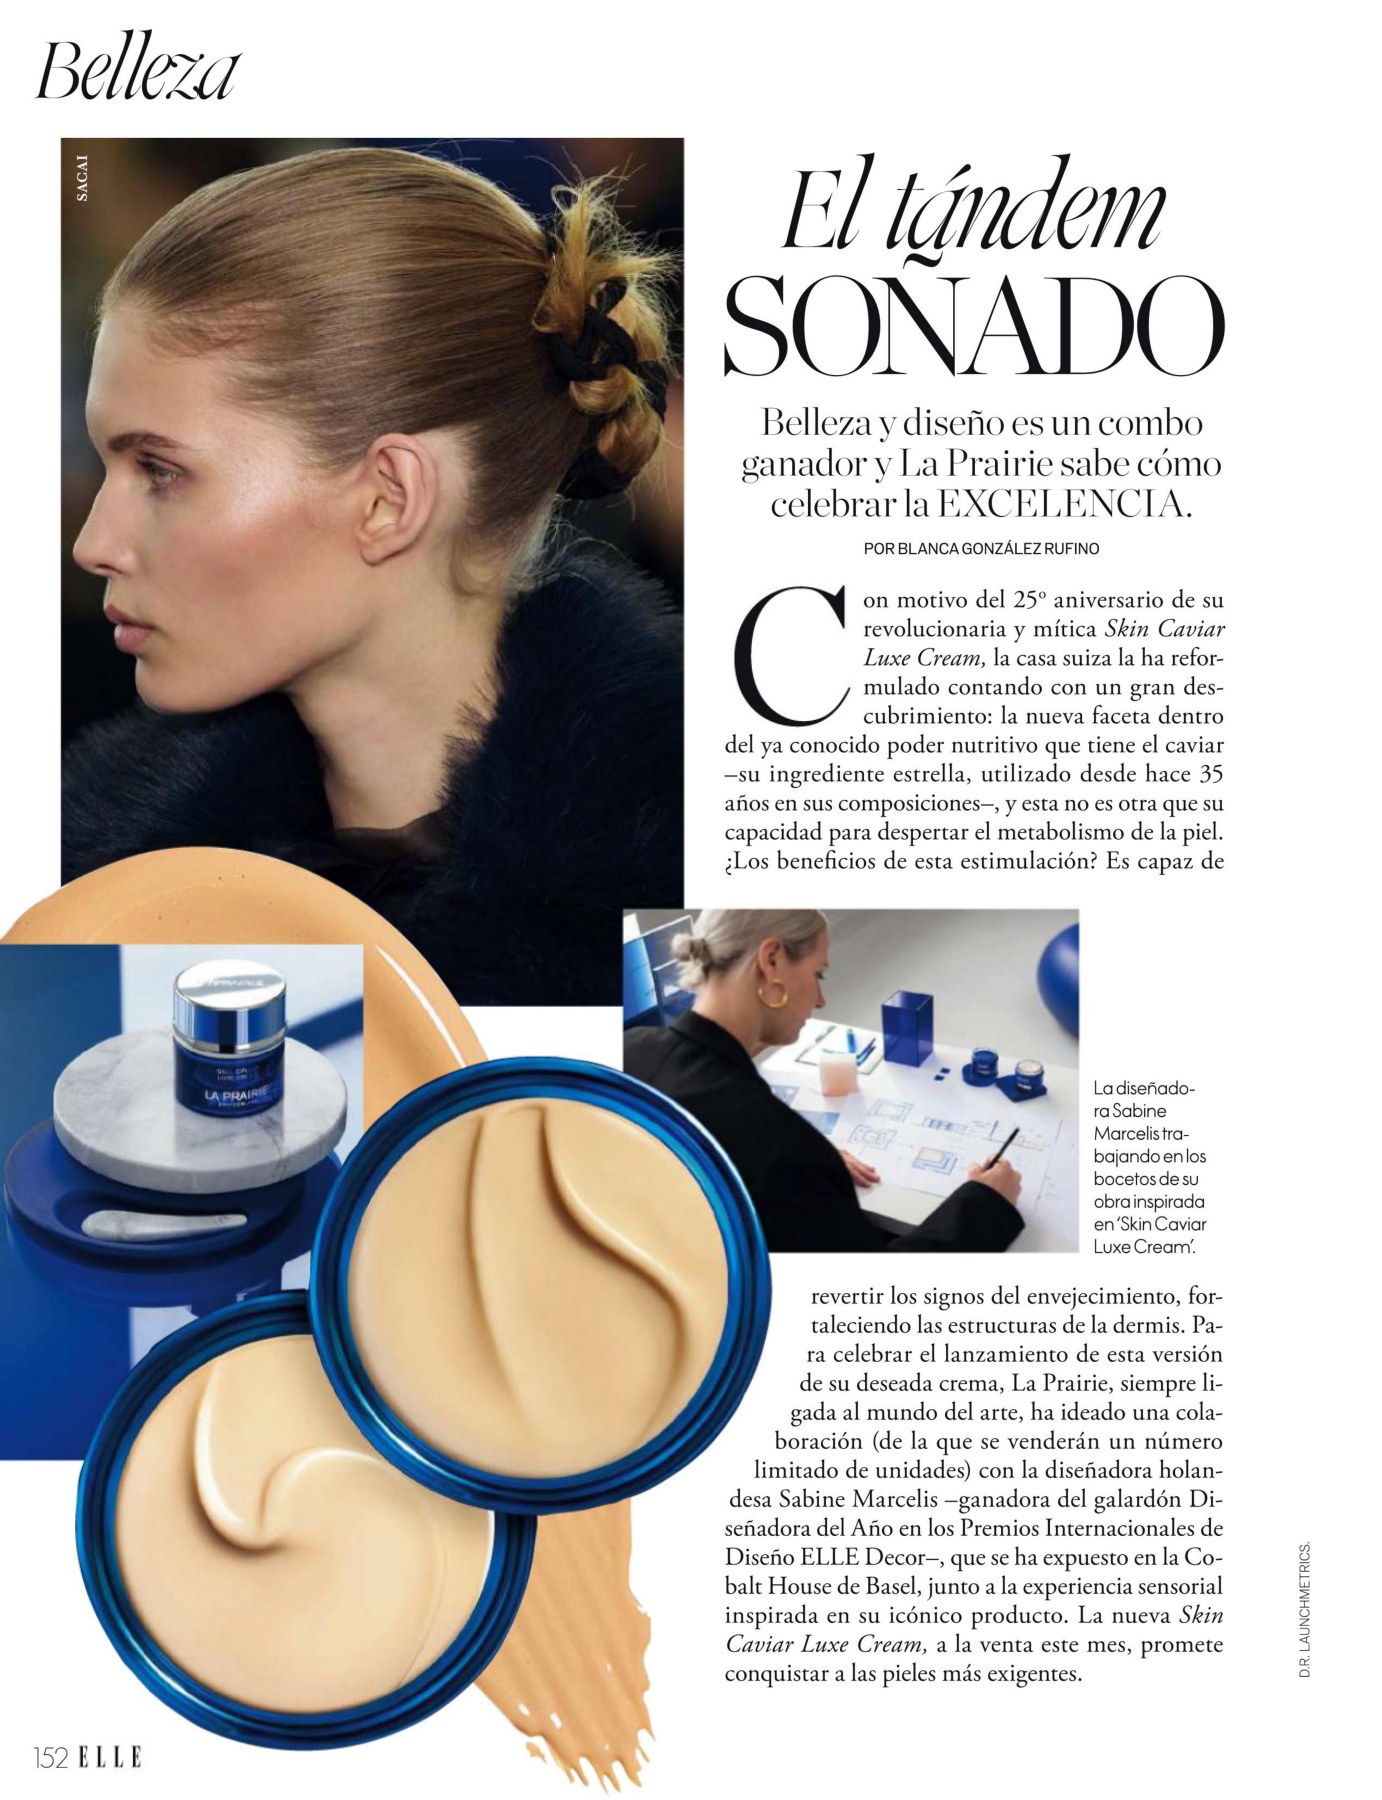 Belleza
SACAI
El tándem
SOÑADO
Belleza y diseño es un combo
ganador y La Prairie sabe cómo
celebrar la EXCELENCIA.
POR BLANCA GONZÁLEZ RUFINO
Con motivo del 25º aniversario de su
revolucionaria y mítica Skin Caviar
Luxe Cream, la casa suiza la ha refor-
mulado contando con un gran des-
cubrimiento: la nueva faceta dentro
del ya conocido poder nutritivo que tiene el caviar
–su ingrediente estrella, utilizado desde hace 35
años en sus composiciones–, y esta no es otra que su
capacidad para despertar el metabolismo de la piel.
¿Los beneficios de esta estimulación? Es capaz de
LA PRAIRIE
La diseñado-
ra Sabine
Marcelis tra-
bajando en los
bocetos de su
obra inspirada
en ‘Skin Caviar
Luxe Cream’.
revertir los signos del envejecimiento, for-
taleciendo las estructuras de la dermis. Pa-
ra celebrar el lanzamiento de esta versión
de su deseada crema, La Prairie, siempre li-
gada al mundo del arte, ha ideado una cola-
boración (de la que se venderán un número
limitado de unidades) con la diseñadora holan-
desa Sabine Marcelis –ganadora del galardón Di-
señadora del Año en los Premios Internacionales de
Diseño ELLE Decor–, que se ha expuesto en la Co-
balt House de Basel, junto a la experiencia sensorial
inspirada en su icónico producto. La nueva Skin
Caviar Luxe Cream, a la venta este mes, promete
conquistar a las pieles más exigentes.
D.R. LAUNCHMETRICS.
152 ELLE